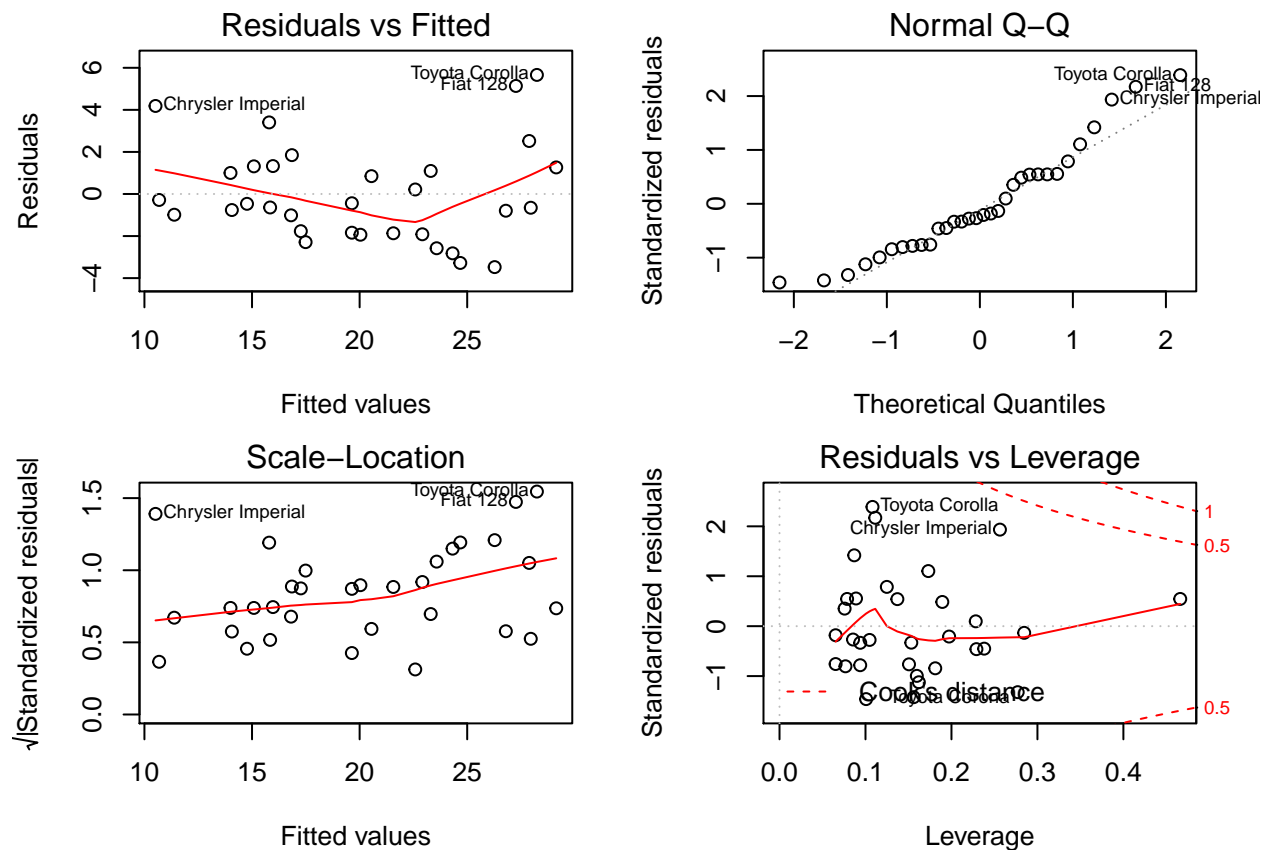 Residuals vs Fitted
Residuals
6
4
2
0
−4
Toyota Corolla
Fiat 128
Chrysler Imperial
10 15 20 25
Fitted values
Normal Q−Q
Standardized residuals
2
1
0
−1
Toyota Corolla
Fiat 128
Chrysler Imperial
−2 −1 0 1 2
Theoretical Quantiles
Scale−Location
√|Standardized residuals|
1.5
1.0
0.5
0.0
Toyota Corolla
Fiat 128
Chrysler Imperial
10 15 20 25
Fitted values
Residuals vs Leverage
Standardized residuals
2
1
0
−1
Toyota Corolla
Chrysler Imperial
1
0.5
Cook's distance
Toyota Corona
0.5
0.0 0.1 0.2 0.3 0.4
Leverage